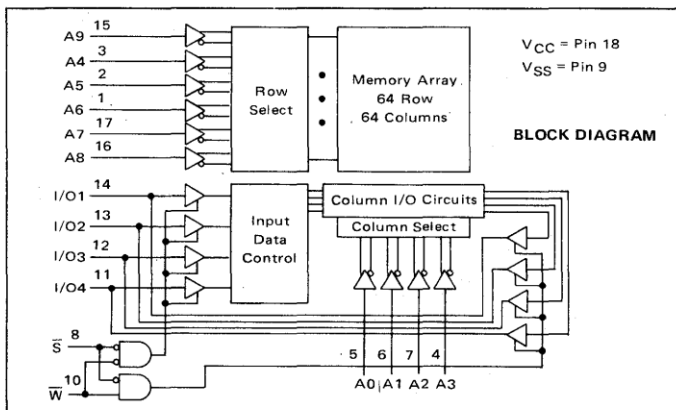 15
A9
3
A4
2
A5
1
A6
17
A7
16
A8
Row
Select
Memory Array
64 Row
64 Columns
VCC = Pin 18
VSS = Pin 9
BLOCK DIAGRAM
14
I/O1
13
I/O2
12
I/O3
11
I/O4
Input
Data
Control
Column I/O Circuits
Column Select
8
S̅
10
W̅
5 6 7 4
A0 A1 A2 A3